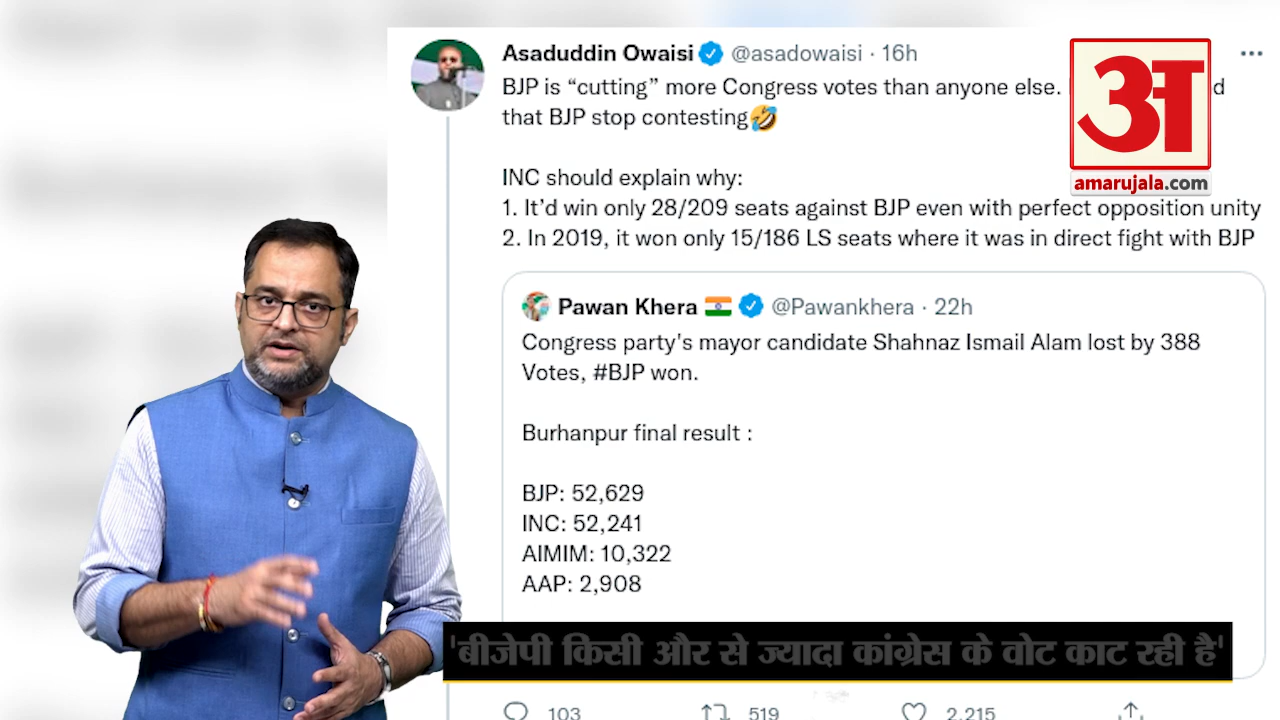 Asaduddin Owaisi @asadowaisi · 16h
BJP is “cutting” more Congress votes than anyone else. d
that BJP stop contesting🤣
INC should explain why:
1. It’d win only 28/209 seats against BJP even with perfect opposition unity
2. In 2019, it won only 15/186 LS seats where it was in direct fight with BJP
Pawan Khera 🇮🇳 @Pawankhera · 22h
Congress party's mayor candidate Shahnaz Ismail Alam lost by 388
Votes, #BJP won.
Burhanpur final result :
BJP: 52,629
INC: 52,241
AIMIM: 10,322
AAP: 2,908
103 519 2,215
अ
amarujala.com
'बीजेपी किसी और से ज्यादा कांग्रेस के वोट काट रही है'